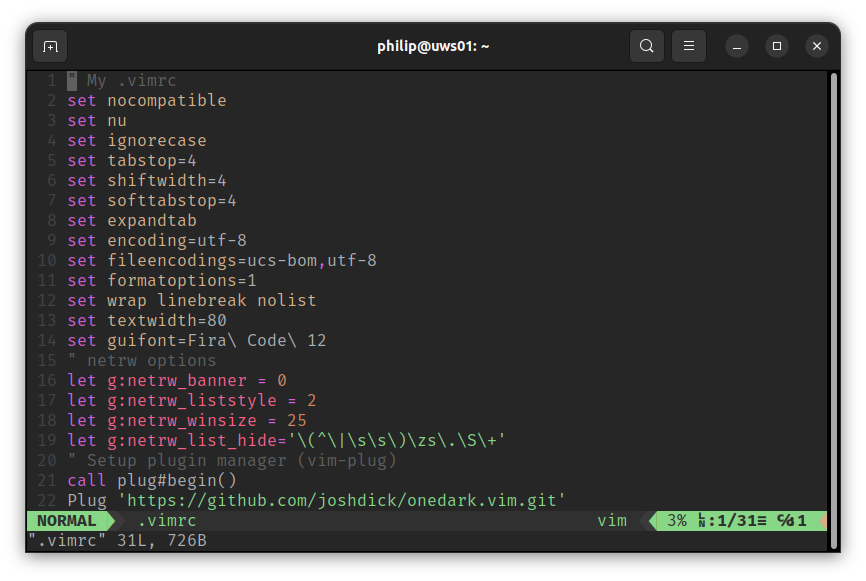 philip@uws01: ~
1 " My .vimrc
2 set nocompatible
3 set nu
4 set ignorecase
5 set tabstop=4
6 set shiftwidth=4
7 set softtabstop=4
8 set expandtab
9 set encoding=utf-8
10 set fileencodings=ucs-bom,utf-8
11 set formatoptions=1
12 set wrap linebreak nolist
13 set textwidth=80
14 set guifont=Fira\ Code\ 12
15 " netrw options
16 let g:netrw_banner = 0
17 let g:netrw_liststyle = 2
18 let g:netrw_winsize = 25
19 let g:netrw_list_hide='\(^\|\s\s\)\zs\.\S\+'
20 " Setup plugin manager (vim-plug)
21 call plug#begin()
22 Plug 'https://github.com/joshdick/onedark.vim.git'
NORMAL .vimrc vim 3% ␊:1/31≡ ℅:1
".vimrc" 31L, 726B